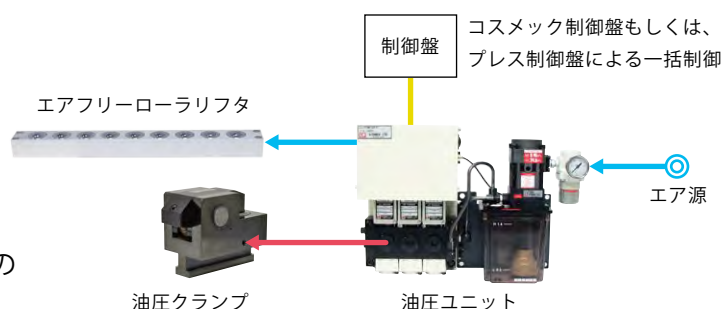 コスメック制御盤もしくは、
制御盤
プレス制御盤による一括制御
エアフリーローラリフタ
エア源
の
油圧クランプ
油圧ユニット